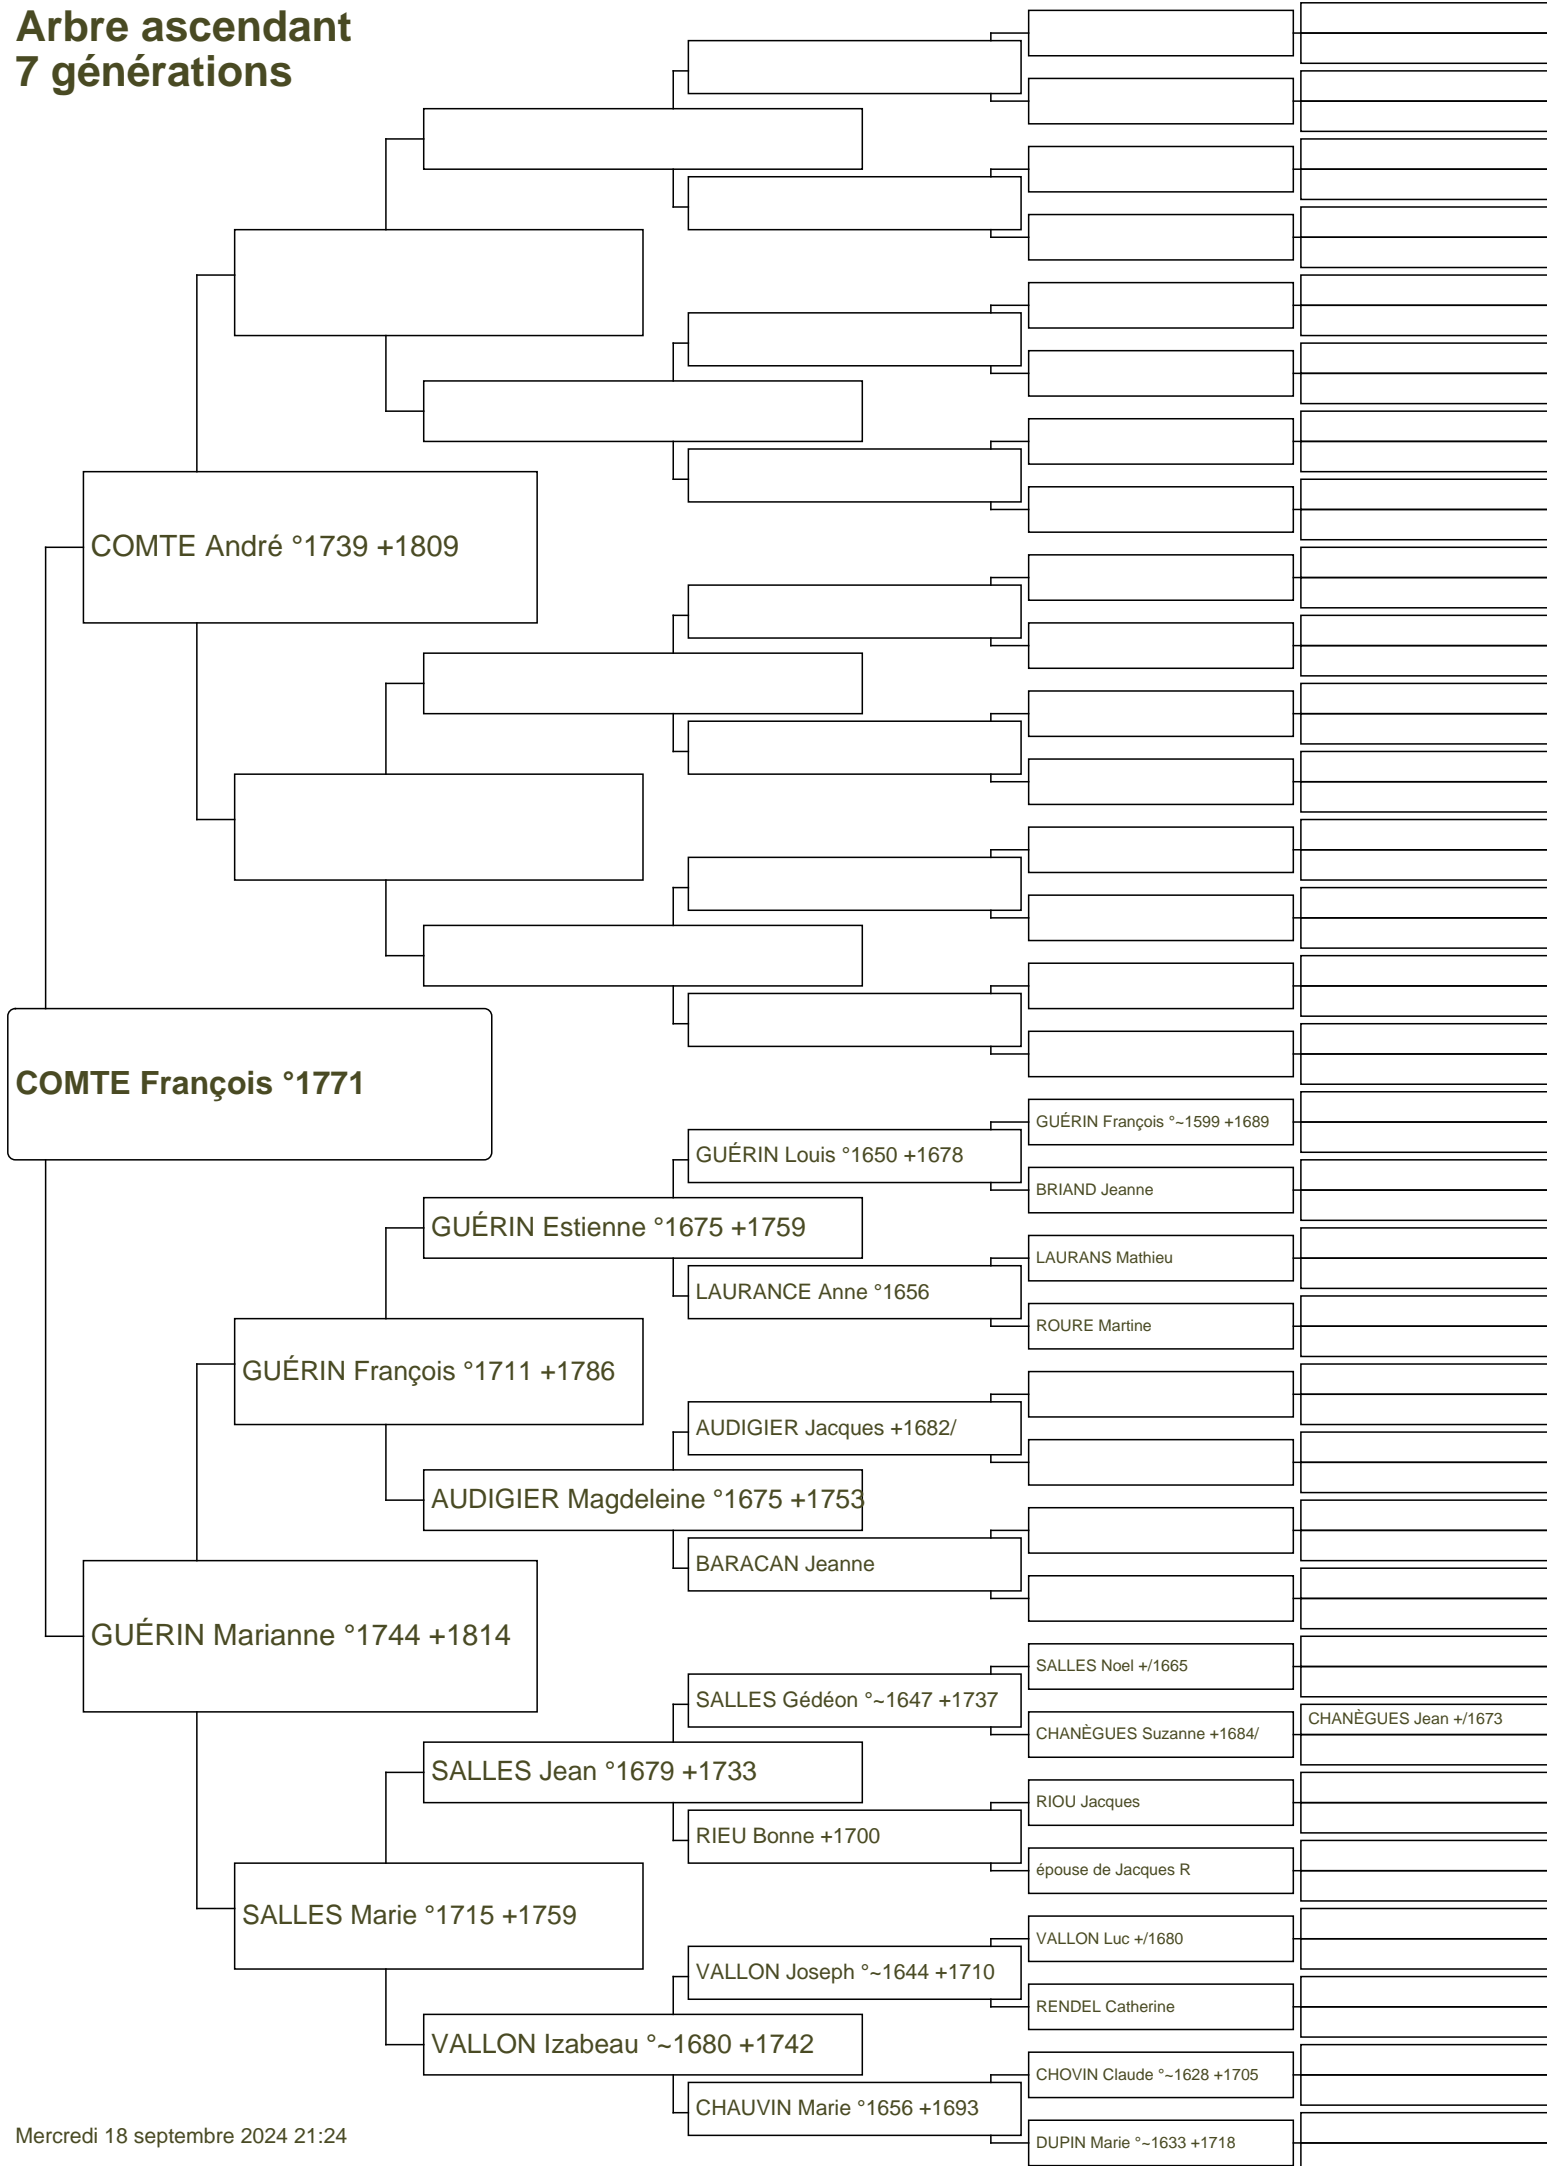 Arbre ascendant
7 générations
COMTE André °1739 +1809
COMTE François °1771
GUÉRIN François °~1599 +1689
GUÉRIN Louis °1650 +1678
BRIAND Jeanne
GUÉRIN Estienne °1675 +1759
LAURANS Mathieu
LAURANCE Anne °1656
ROURE Martine
GUÉRIN François °1711 +1786
AUDIGIER Jacques +1682/
AUDIGIER Magdeleine °1675 +1753
BARACAN Jeanne
GUÉRIN Marianne °1744 +1814
SALLES Noel +/1665
SALLES Gédéon °~1647 +1737
CHANÈGUES Jean +/1673
CHANÈGUES Suzanne +1684/
SALLES Jean °1679 +1733
RIOU Jacques
RIEU Bonne +1700
épouse de Jacques R
SALLES Marie °1715 +1759
VALLON Luc +/1680
VALLON Joseph °~1644 +1710
RENDEL Catherine
VALLON Izabeau °~1680 +1742
CHOVIN Claude °~1628 +1705
CHAUVIN Marie °1656 +1693
DUPIN Marie °~1633 +1718
Mercredi 18 septembre 2024 21:24